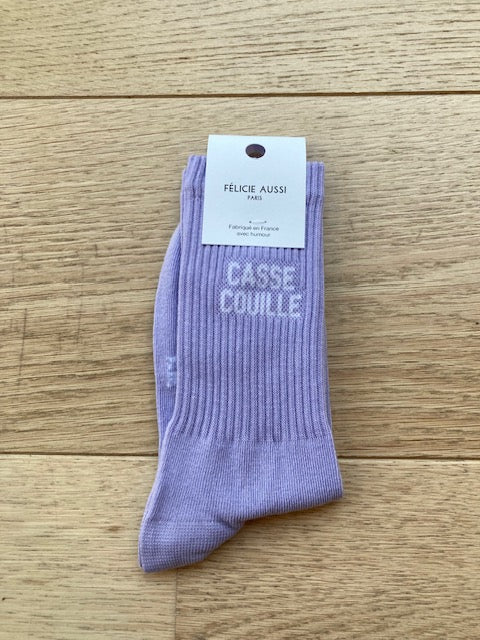 FÉLICIE AUSSI
PARIS
Fabriqué en France
avec humour
CASSE
COUILLE